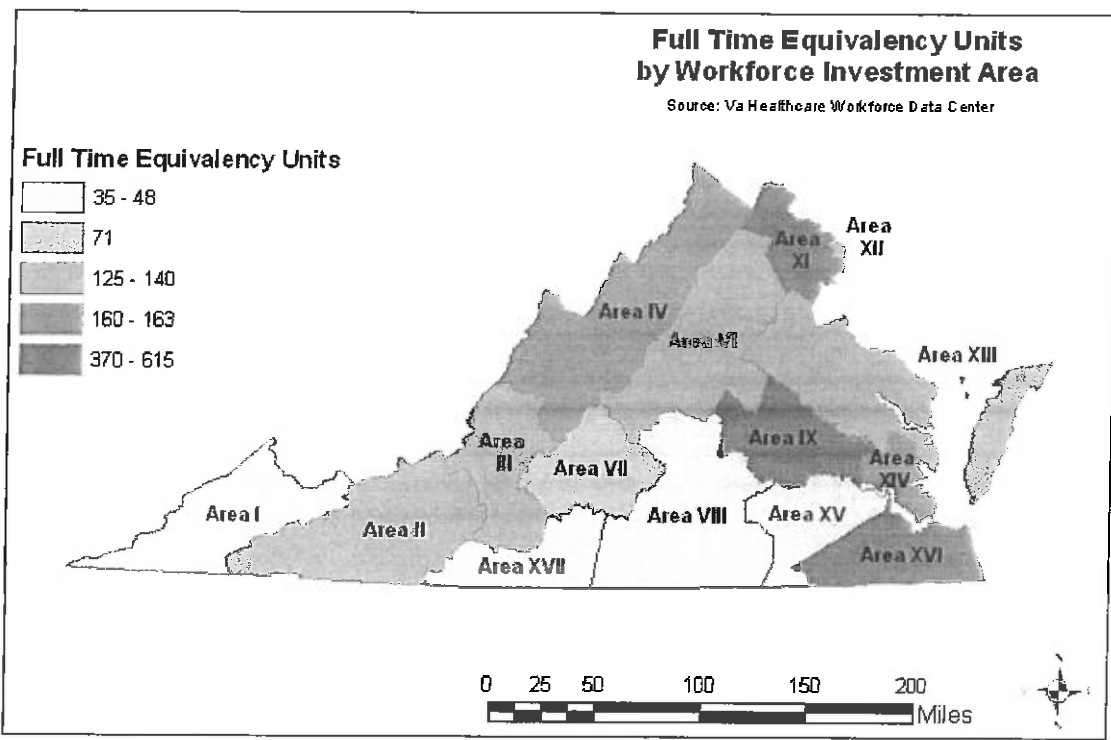 Full Time Equivalency Units
by Workforce Investment Area
Source: Va Healthcare Workforce Data Center
Full Time Equivalency Units
35 - 48
71
125 - 140
160 - 163
370 - 615
Area
XII
Area
XI
Area IV
Area VI
Area XIII
Area
III
Area IX
Area VII
Area
XIV
Area I
Area VIII
Area XV
Area II
Area XVI
Area XVII
0 25 50 100 150 200
Miles